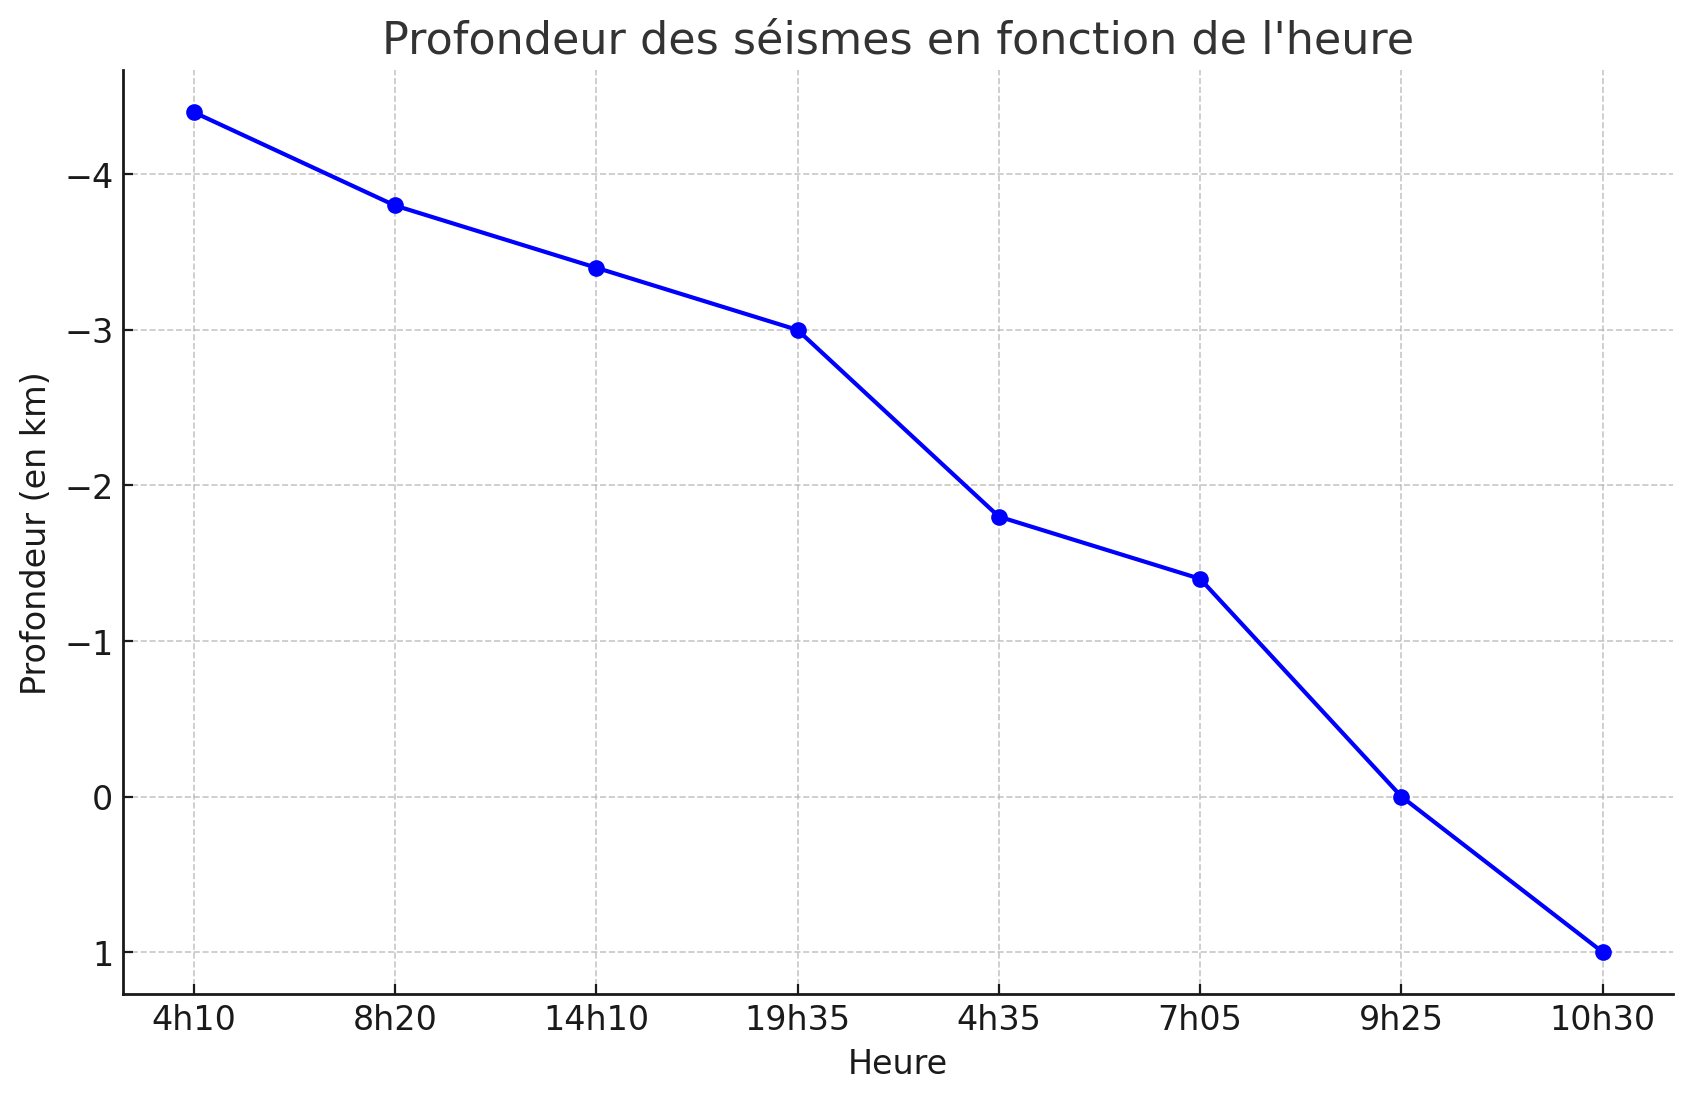 Profondeur des séismes en fonction de l'heure
Profondeur (en km)
−4
−3
−2
−1
0
1
4h10 8h20 14h10 19h35 4h35 7h05 9h25 10h30
Heure